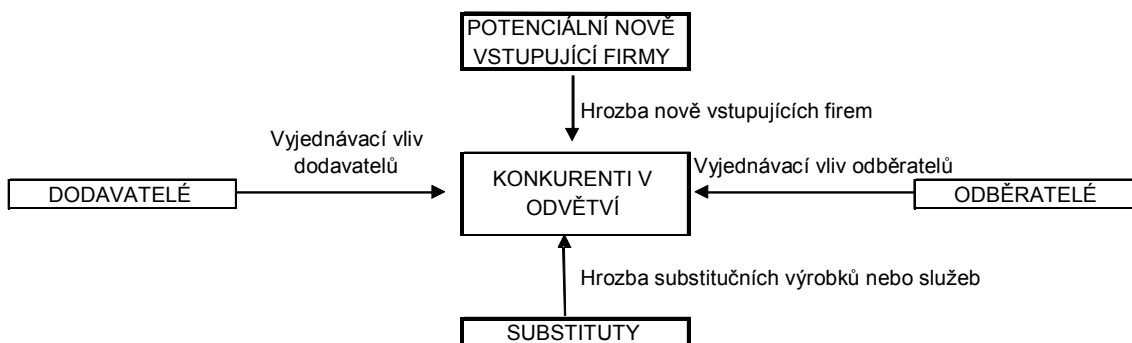 POTENCIÁLNÍ NOVĚ
VSTUPUJÍCÍ FIRMY
Hrozba nově vstupujících firem
Vyjednávací vliv
dodavatelů
Vyjednávací vliv odběratelů
DODAVATELÉ
KONKURENTI V
ODVĚTVÍ
ODBĚRATELÉ
Hrozba substitučních výrobků nebo služeb
SUBSTITUTY